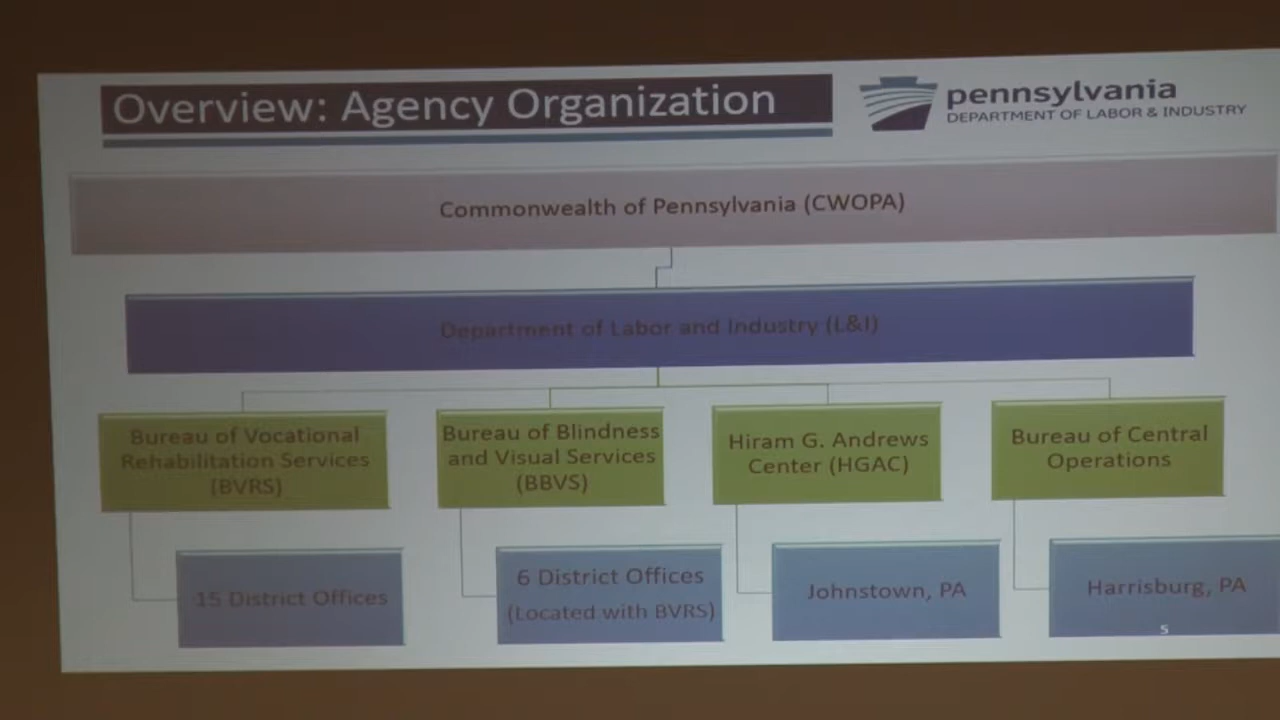 Overview: Agency Organization
pennsylvania
DEPARTMENT OF LABOR & INDUSTRY
Commonwealth of Pennsylvania (CWOPA)
Department of Labor and Industry (L&I)
Bureau of Vocational
Rehabilitation Services
(BVRS)
Bureau of Blindness
and Visual Services
(BBVS)
Hiram G. Andrews
Center (HGAC)
Bureau of Central
Operations
15 District Offices
6 District Offices
(Located with BVRS)
Johnstown, PA
Harrisburg, PA
5